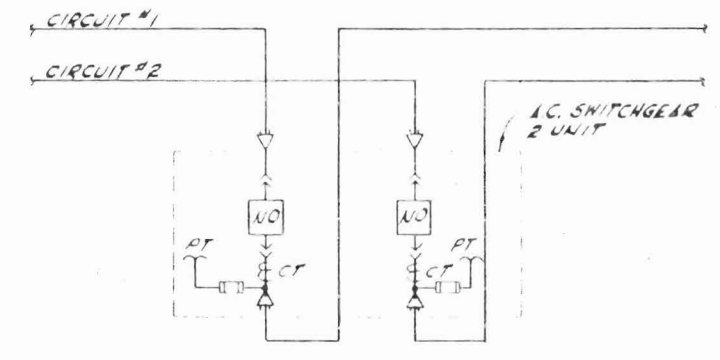 CIRCUIT #1
CIRCUIT #2
A.C. SWITCHGEAR
2 UNIT
NO
NO
PT
PT
CT
CT